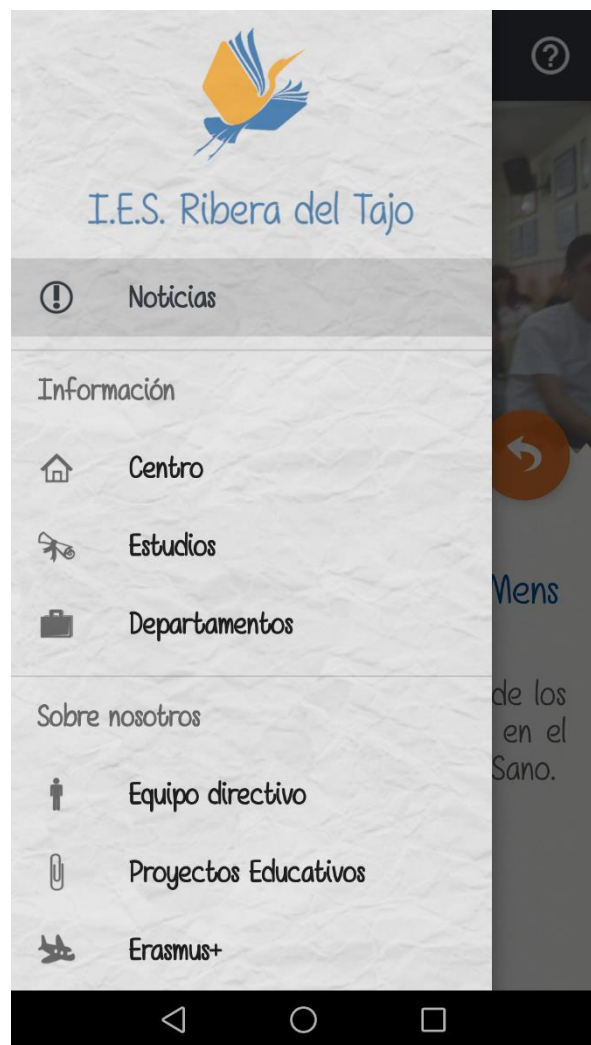 I.E.S. Ribera del Tajo
Noticias
Información
Centro
Estudios
Departamentos
Mens
Sobre nosotros
de los
en el
Sano.
Equipo directivo
Proyectos Educativos
Erasmus+